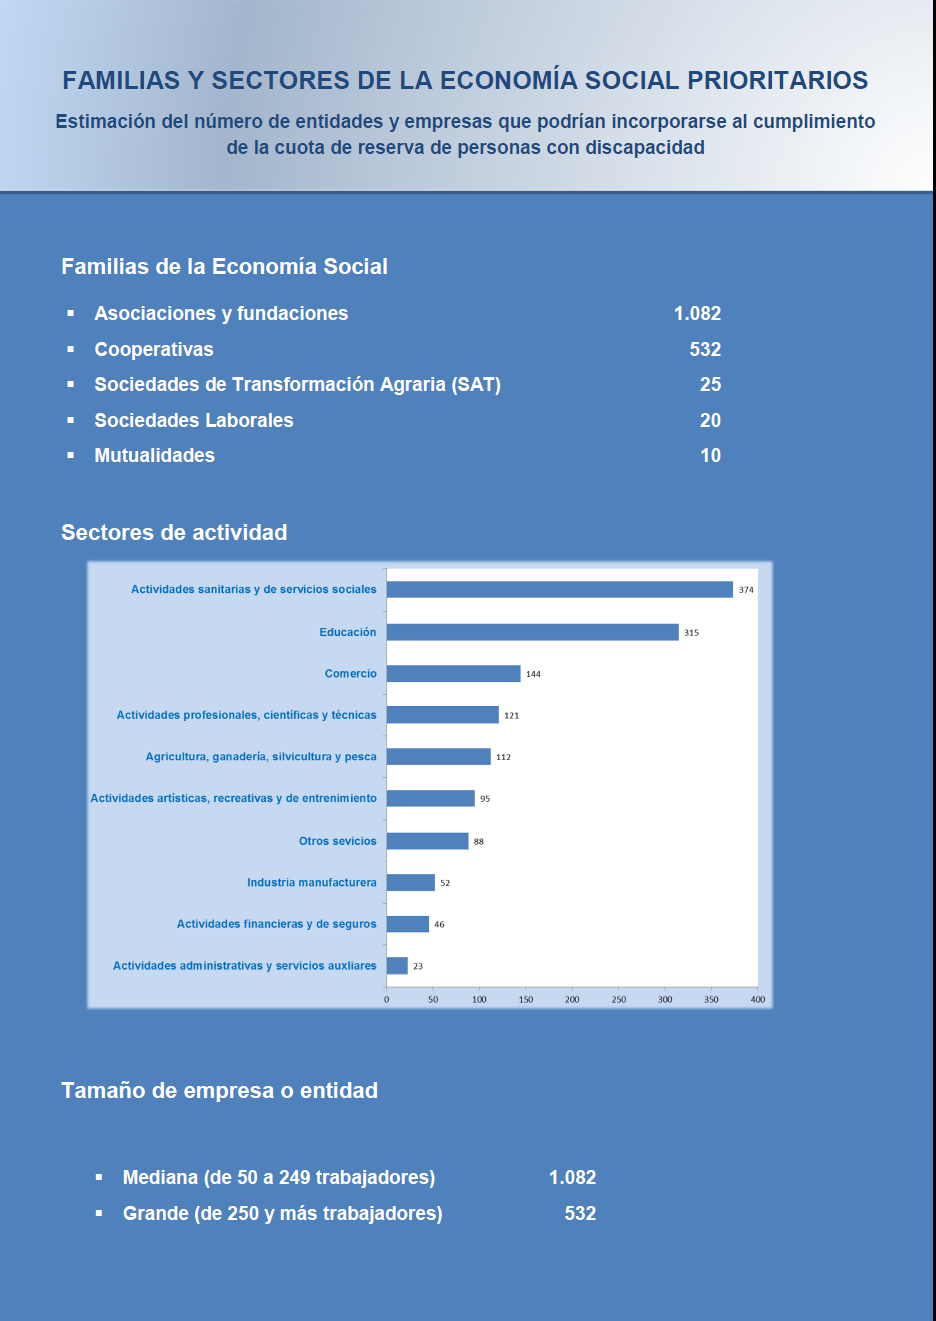 FAMILIAS Y SECTORES DE LA ECONOMÍA SOCIAL PRIORITARIOS
Estimación del número de entidades y empresas que podrían incorporarse al cumplimiento
de la cuota de reserva de personas con discapacidad
Familias de la Economía Social
▪ Asociaciones y fundaciones 1.082
▪ Cooperativas 532
▪ Sociedades de Transformación Agraria (SAT) 25
▪ Sociedades Laborales 20
▪ Mutualidades 10
Sectores de actividad
Actividades sanitarias y de servicios sociales 374
Educación 315
Comercio 144
Actividades profesionales, científicas y técnicas 121
Agricultura, ganadería, silvicultura y pesca 112
Actividades artísticas, recreativas y de entrenimiento 95
Otros sevicios 88
Industria manufacturera 52
Actividades financieras y de seguros 46
Actividades administrativas y servicios auxliares 23
0 50 100 150 200 250 300 350 400
Tamaño de empresa o entidad
▪ Mediana (de 50 a 249 trabajadores) 1.082
▪ Grande (de 250 y más trabajadores) 532